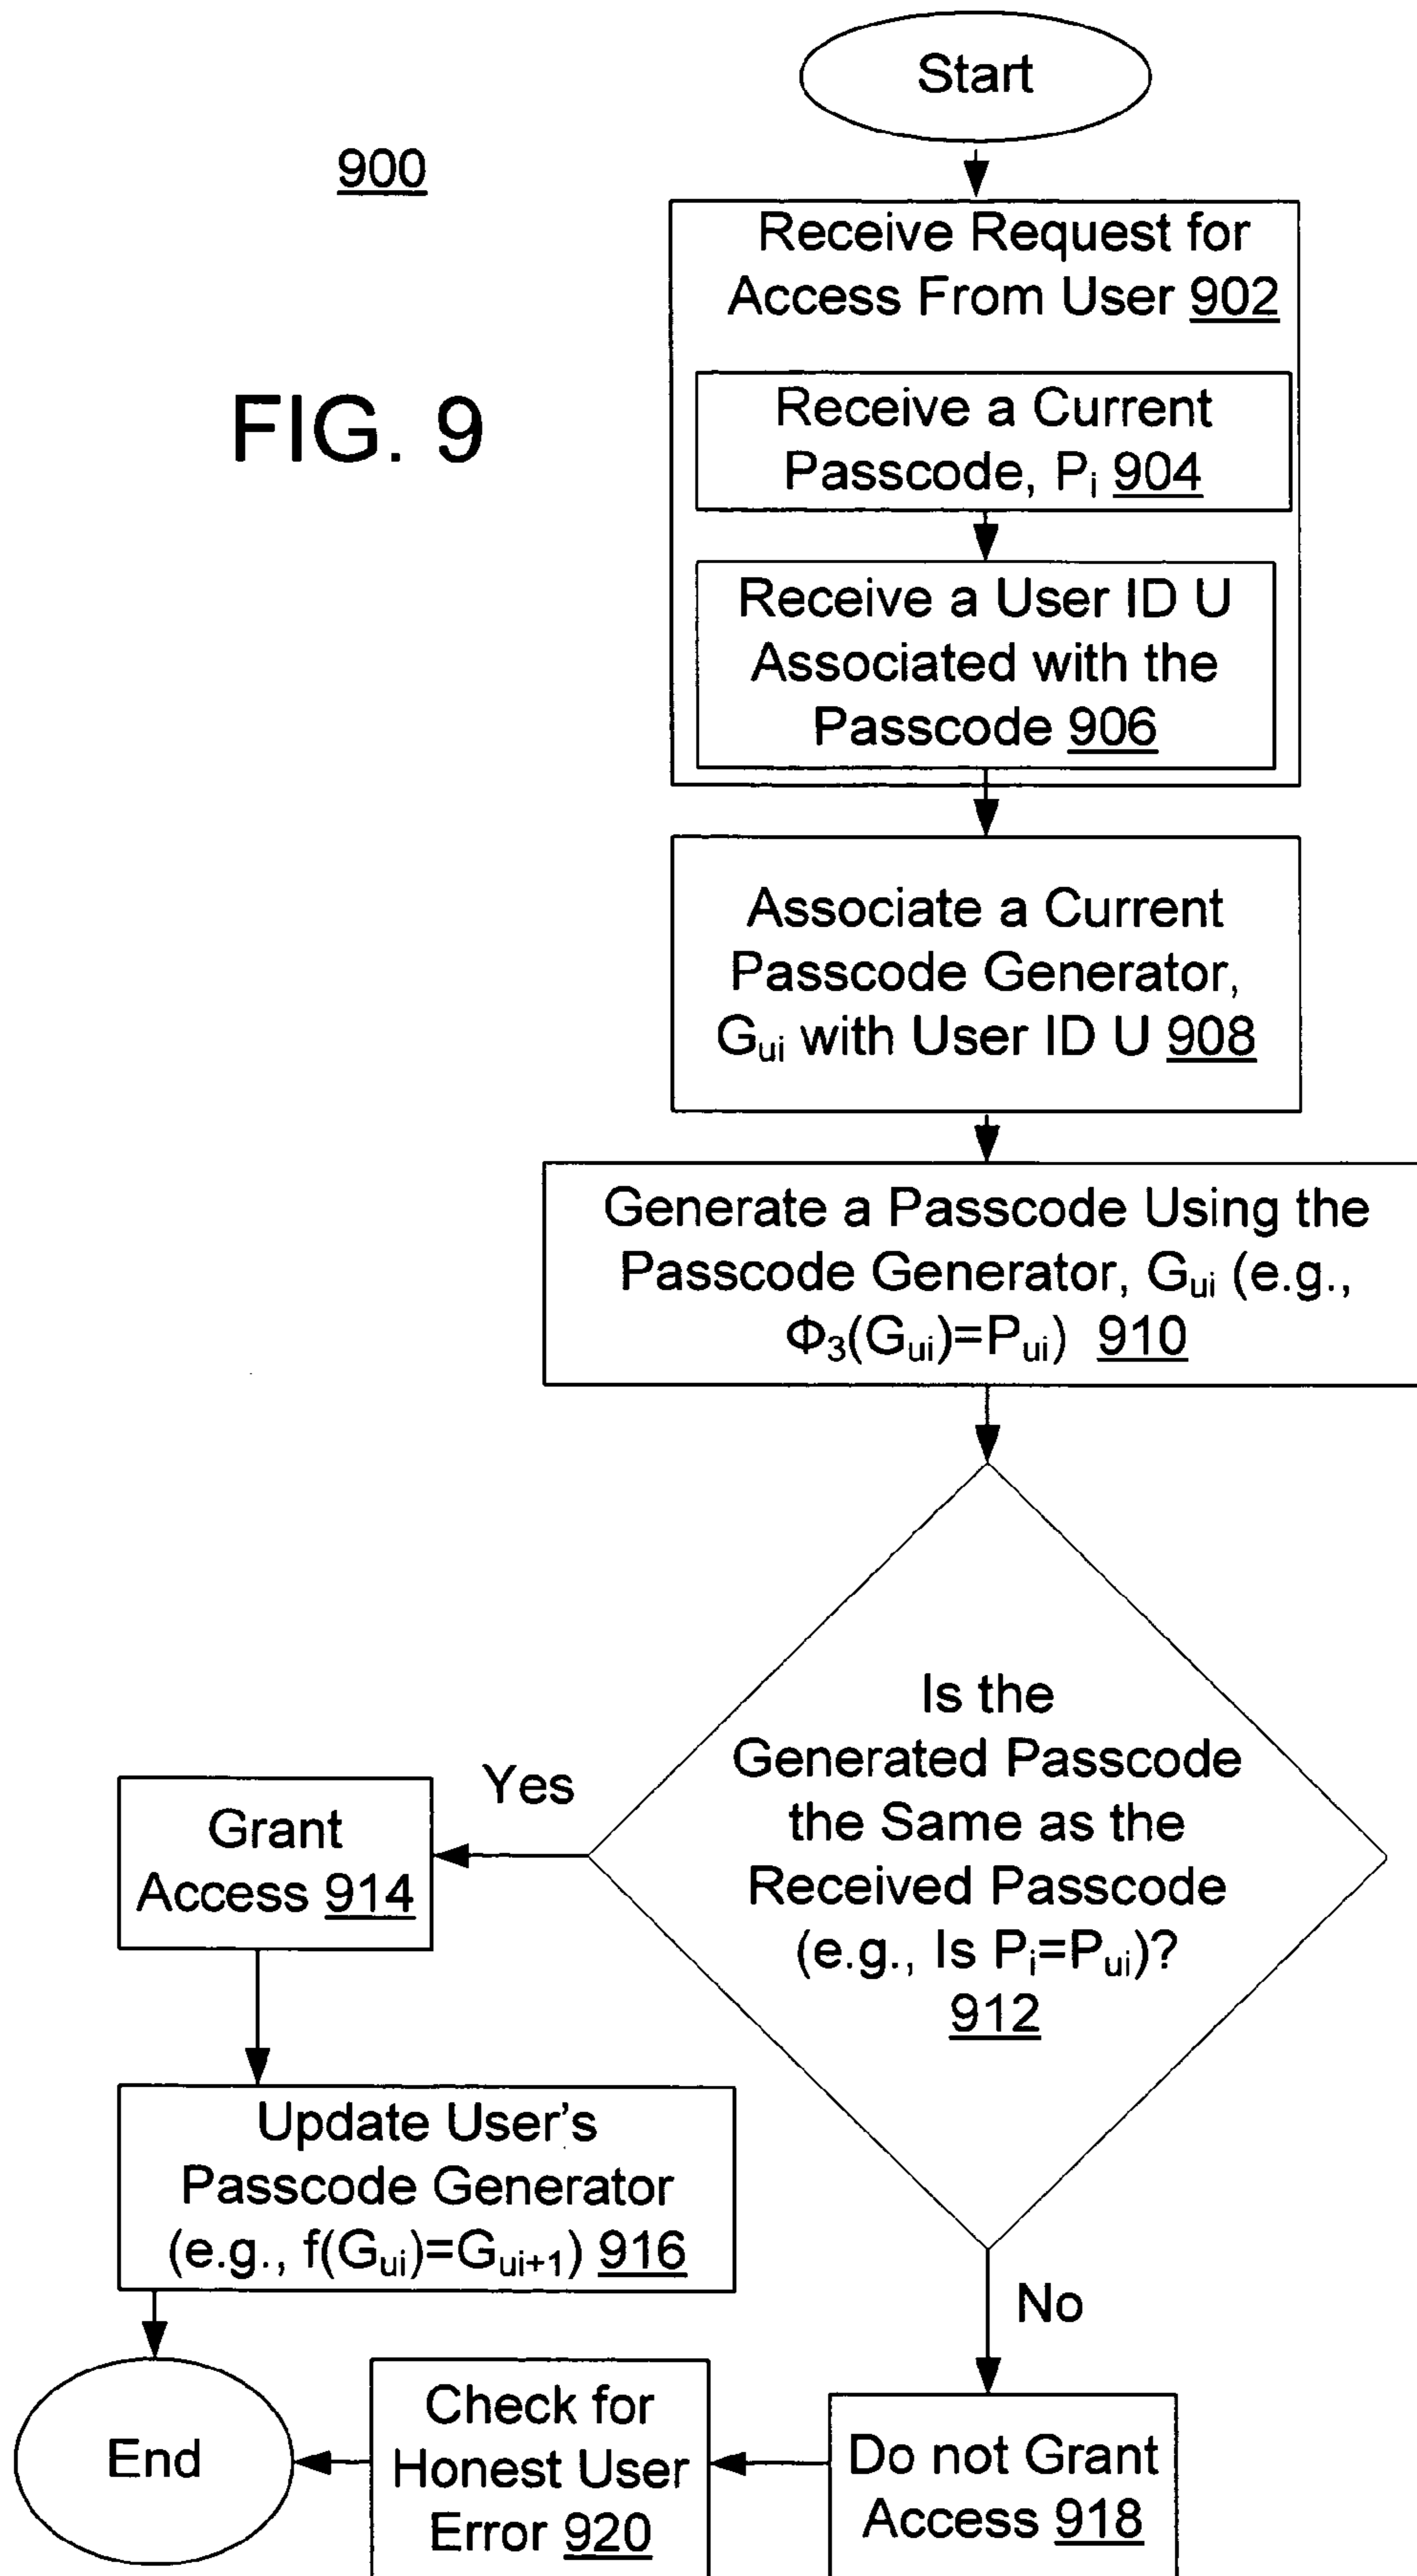 Start
900
FIG. 9
Receive Request for
Access From User 902
Receive a Current
Passcode, Pᵢ 904
Receive a User ID U
Associated with the
Passcode 906
Associate a Current
Passcode Generator,
Gᵤᵢ with User ID U 908
Generate a Passcode Using the
Passcode Generator, Gᵤᵢ (e.g.,
Φ₃(Gᵤᵢ)=Pᵤᵢ) 910
Is the
Generated Passcode
the Same as the
Received Passcode
(e.g., Is Pᵢ=Pᵤᵢ)?
912
Yes
Grant
Access 914
Update User's
Passcode Generator
(e.g., f(Gᵤᵢ)=Gᵤᵢ₊₁) 916
No
Do not Grant
Access 918
Check for
Honest User
Error 920
End